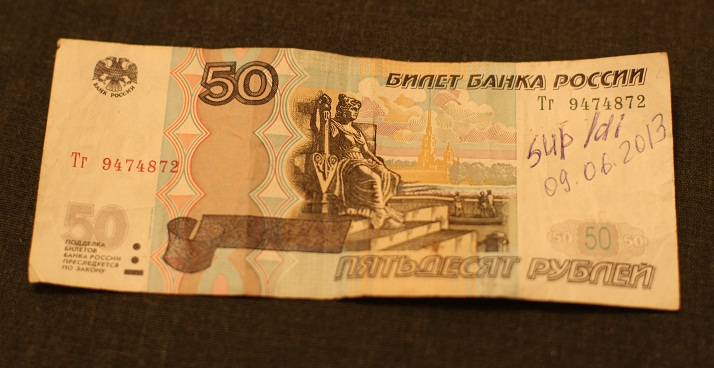 50
БИЛЕТ БАНКА РОССИИ
БАНК РОССИИ
Тг 9474872
sup /di
09.06.2013
Тг 9474872
50
ПОДДЕЛКА
БИЛЕТОВ
БАНКА РОССИИ
ПРЕСЛЕДУЕТСЯ
ПО ЗАКОНУ
50 50 50
ПЯТЬДЕСЯТ РУБЛЕЙ